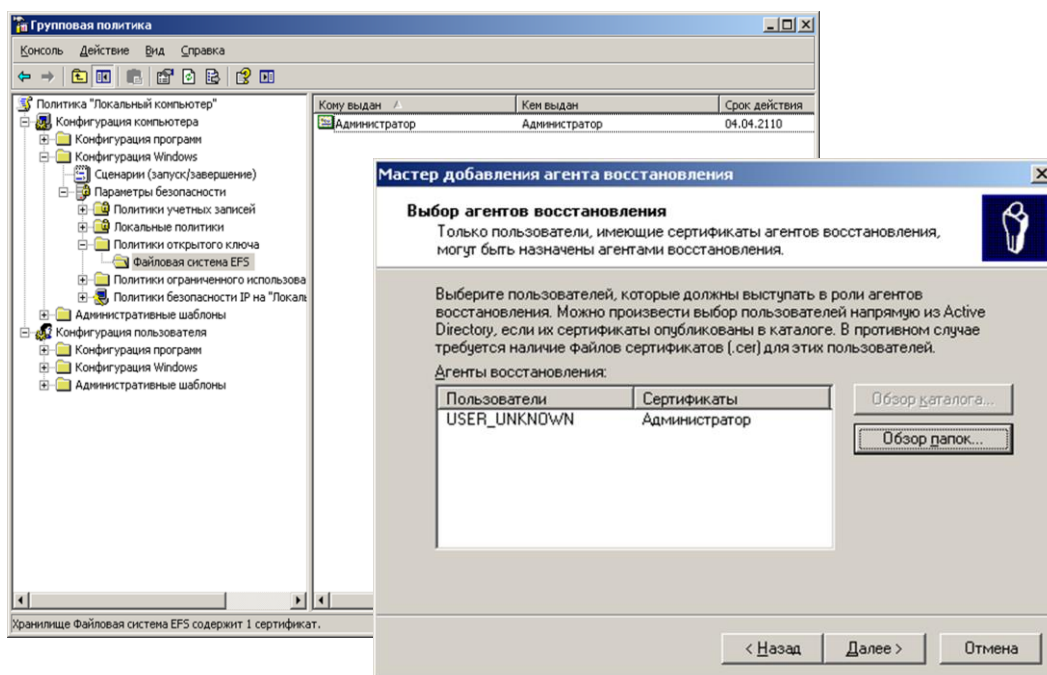 Групповая политика
Консоль Действие Вид Справка
Политика "Локальный компьютер"
Конфигурация компьютера
Конфигурация программ
Конфигурация Windows
Сценарии (запуск/завершение)
Параметры безопасности
Политики учетных записей
Локальные политики
Политики открытого ключа
Файловая система EFS
Политики ограниченного использова
Политики безопасности IP на "Локаль
Административные шаблоны
Конфигурация пользователя
Конфигурация программ
Конфигурация Windows
Административные шаблоны
Кому выдан Кем выдан Срок действия
Администратор Администратор 04.04.2110
Хранилище Файловая система EFS содержит 1 сертификат.
Мастер добавления агента восстановления
Выбор агентов восстановления
Только пользователи, имеющие сертификаты агентов восстановления,
могут быть назначены агентами восстановления.
Выберите пользователей, которые должны выступать в роли агентов
восстановления. Можно произвести выбор пользователей напрямую из Active
Directory, если их сертификаты опубликованы в каталоге. В противном случае
требуется наличие файлов сертификатов (.cer) для этих пользователей.
Агенты восстановления:
Пользователи Сертификаты
USER_UNKNOWN Администратор
Обзор каталога...
Обзор папок...
< Назад Далее > Отмена